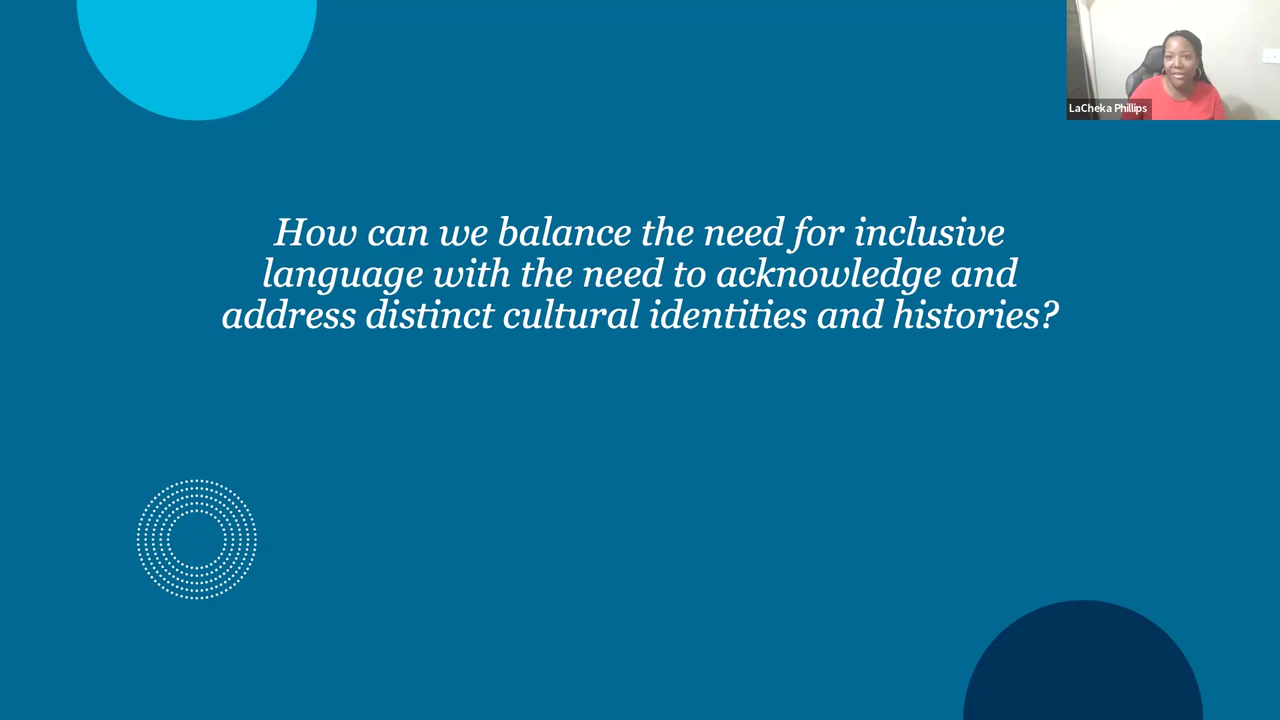 LaCheka Phillips
How can we balance the need for inclusive
language with the need to acknowledge and
address distinct cultural identities and histories?